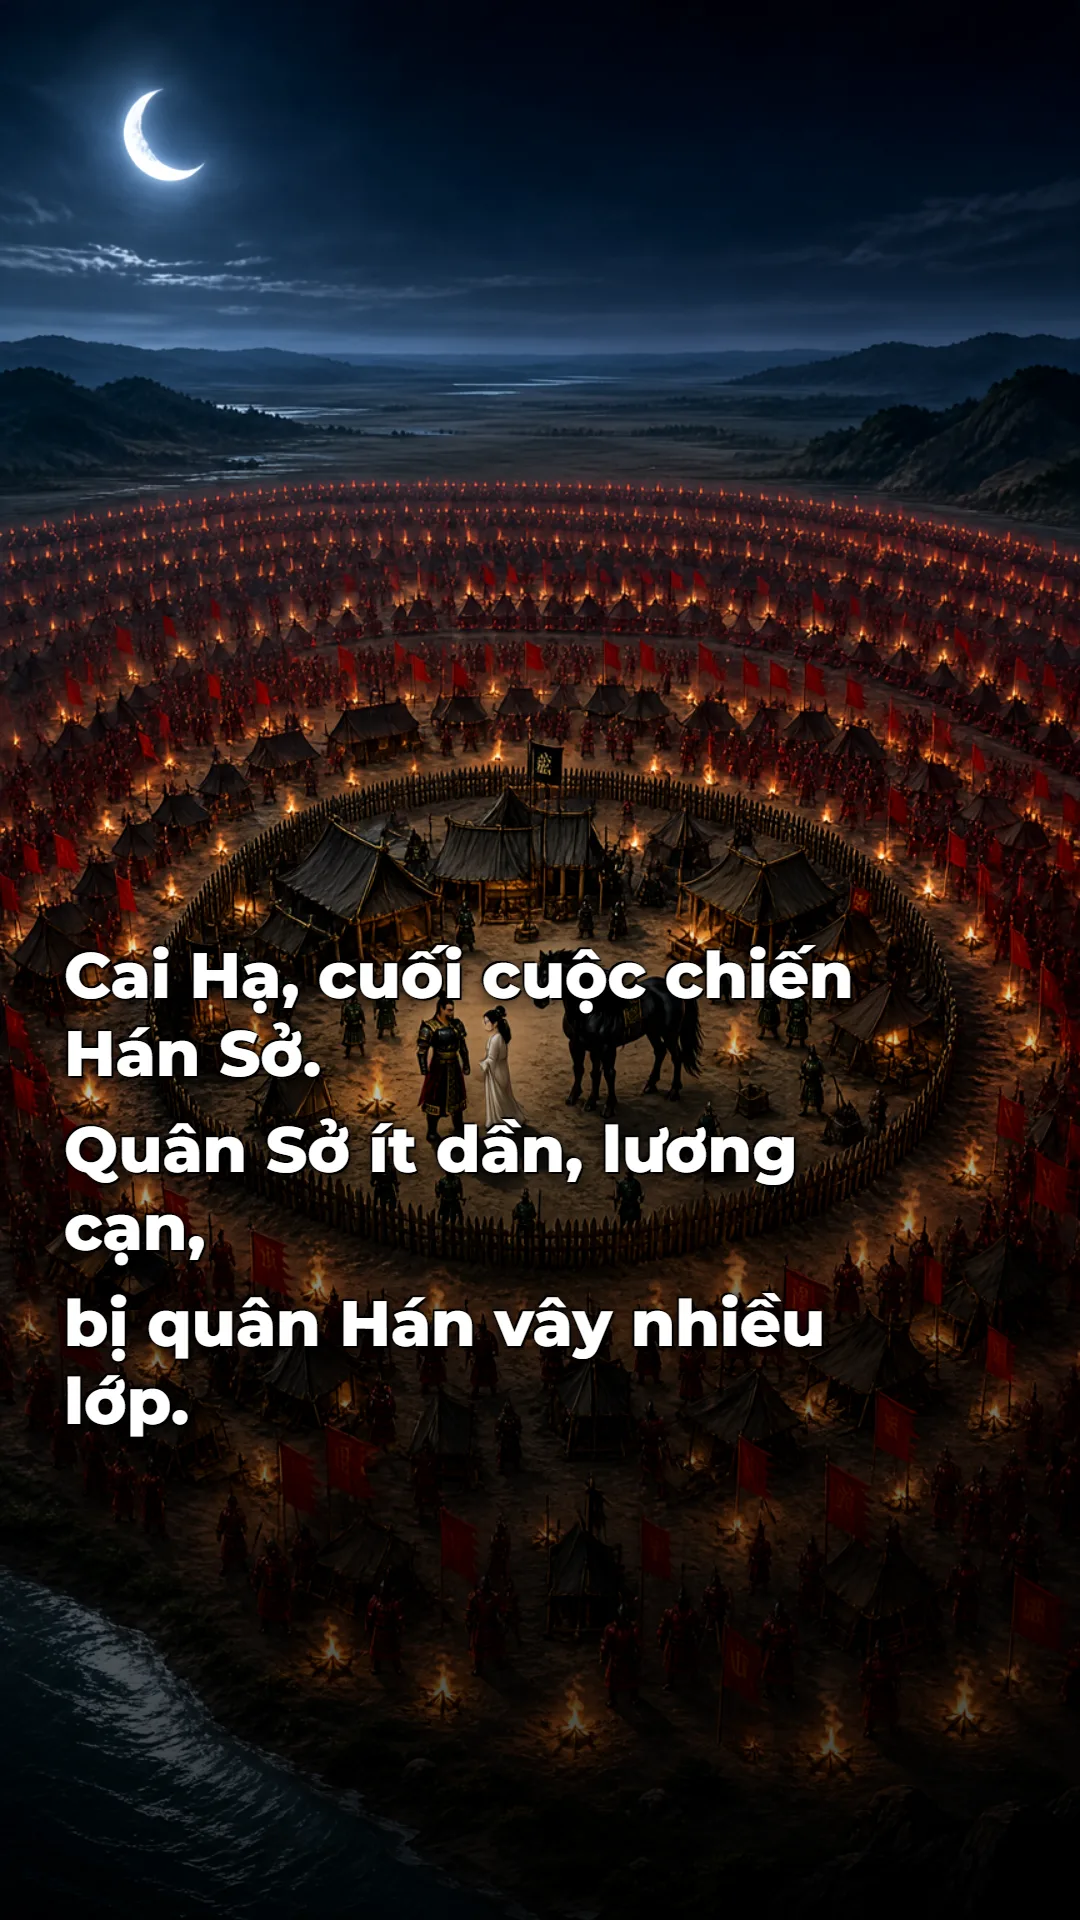 Cai Hạ, cuối cuộc chiến
Hán Sở.
Quân Sở ít dần, lương
cạn,
bị quân Hán vây nhiều
lớp.